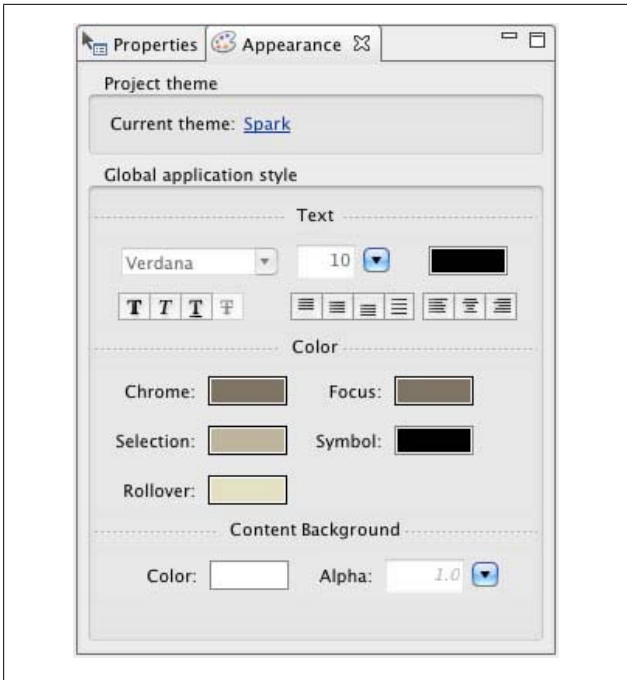 Properties Appearance
Project theme
Current theme: Spark
Global application style
Text
Verdana 10
T T T T
Color
Chrome: Focus:
Selection: Symbol:
Rollover:
Content Background
Color: Alpha: 1.0